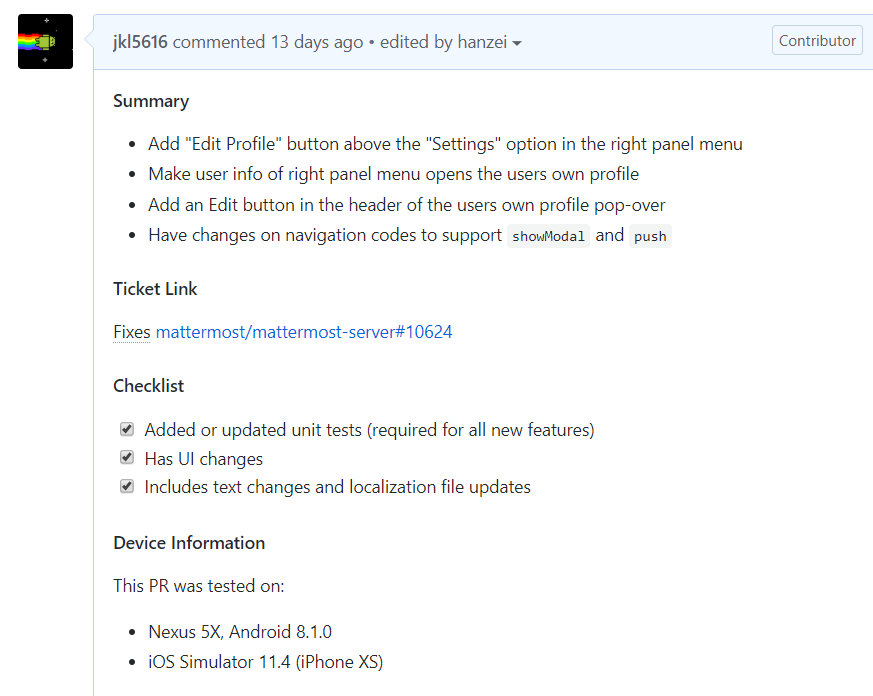 jkl5616 commented 13 days ago • edited by hanzei
Contributor
Summary
• Add "Edit Profile" button above the "Settings" option in the right panel menu
• Make user info of right panel menu opens the users own profile
• Add an Edit button in the header of the users own profile pop-over
• Have changes on navigation codes to support showModal and push
Ticket Link
Fixes mattermost/mattermost-server#10624
Checklist
Added or updated unit tests (required for all new features)
Has UI changes
Includes text changes and localization file updates
Device Information
This PR was tested on:
• Nexus 5X, Android 8.1.0
• iOS Simulator 11.4 (iPhone XS)